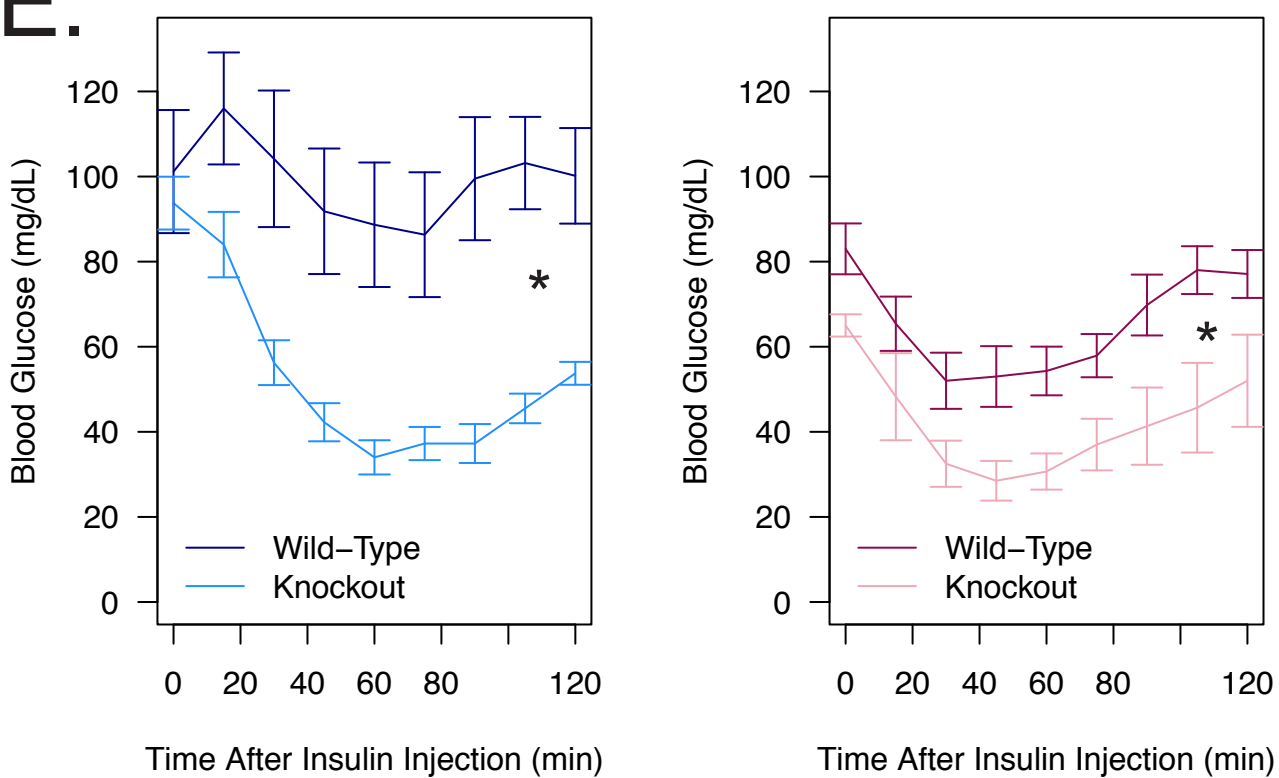 E.
Blood Glucose (mg/dL)
120
100
80
60
40
20
0
*
Wild−Type
Knockout
0 20 40 60 80 120
Time After Insulin Injection (min)
Blood Glucose (mg/dL)
120
100
80
60
40
20
0
*
Wild−Type
Knockout
0 20 40 60 80 120
Time After Insulin Injection (min)